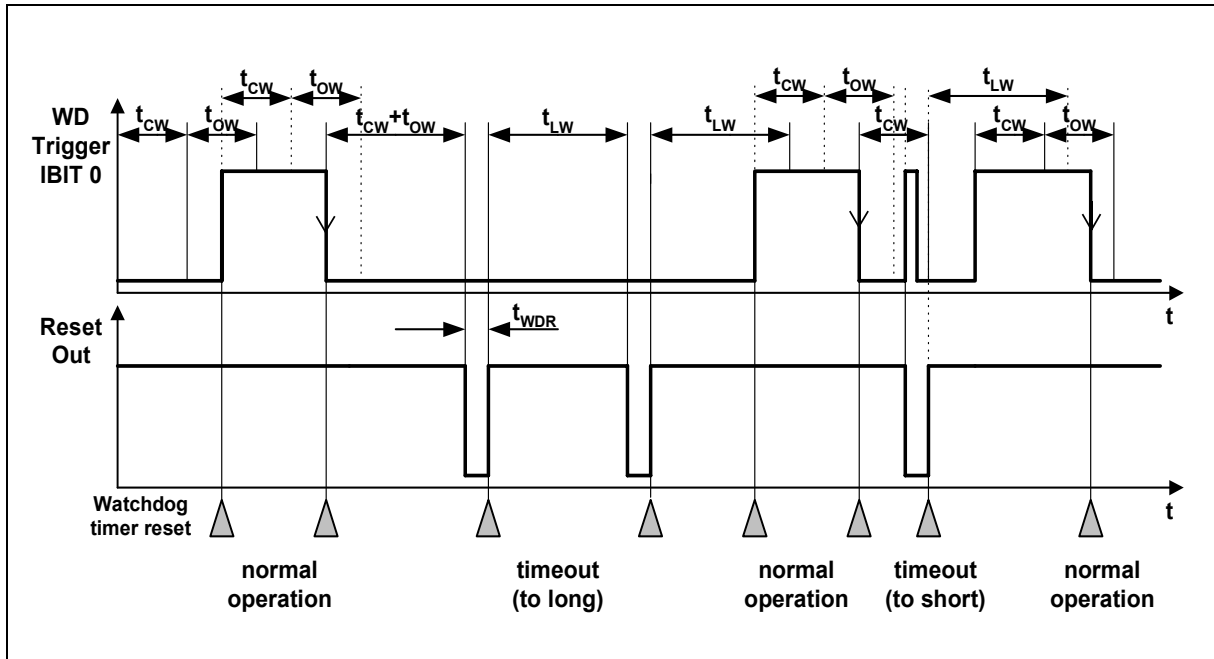 t_CW t_OW t_CW t_OW t_LW
WD Trigger IBIT 0
t_CW t_OW t_CW+t_OW t_LW t_LW t_CW t_CW t_OW
t
Reset Out
t_WDR
t
Watchdog timer reset
normal operation
timeout (to long)
normal operation
timeout (to short)
normal operation